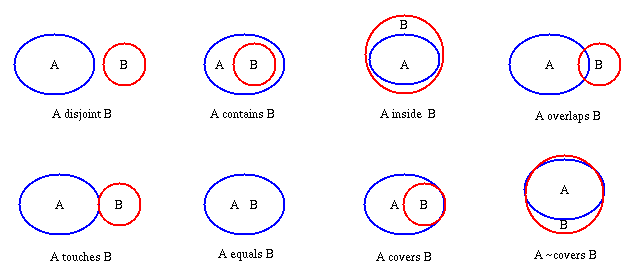 A B
A disjoint B
A B
A contains B
B
A
A inside B
A B
A overlaps B
A B
A touches B
A B
A equals B
A B
A covers B
A
B
A ~covers B